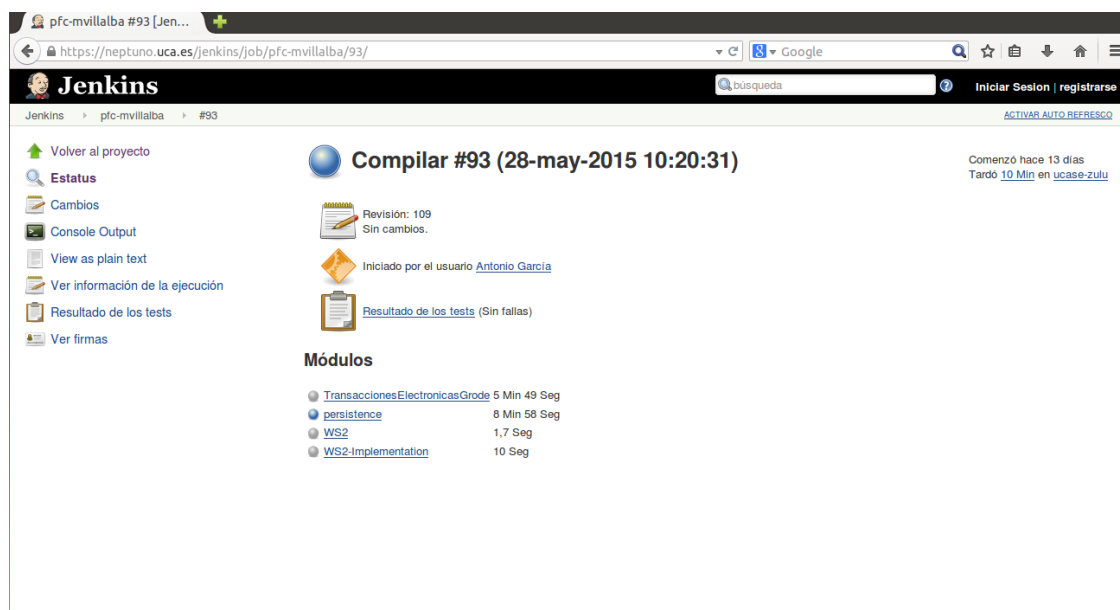 pfc-mvillalba #93 [Jen...
https://neptuno.uca.es/jenkins/job/pfc-mvillalba/93/
Google
Jenkins
búsqueda
Iniciar Sesion | registrarse
Jenkins pfc-mvillalba #93
ACTIVAR AUTO REFRESCO
Volver al proyecto
Estatus
Cambios
Console Output
View as plain text
Ver información de la ejecución
Resultado de los tests
Ver firmas
Compilar #93 (28-may-2015 10:20:31)
Comenzó hace 13 días
Tardó 10 Min en ucase-zulu
Revisión: 109
Sin cambios.
Iniciado por el usuario Antonio García
Resultado de los tests (Sin fallas)
Módulos
TransaccionesElectronicasGrode 5 Min 49 Seg
persistence 8 Min 58 Seg
WS2 1,7 Seg
WS2-Implementation 10 Seg